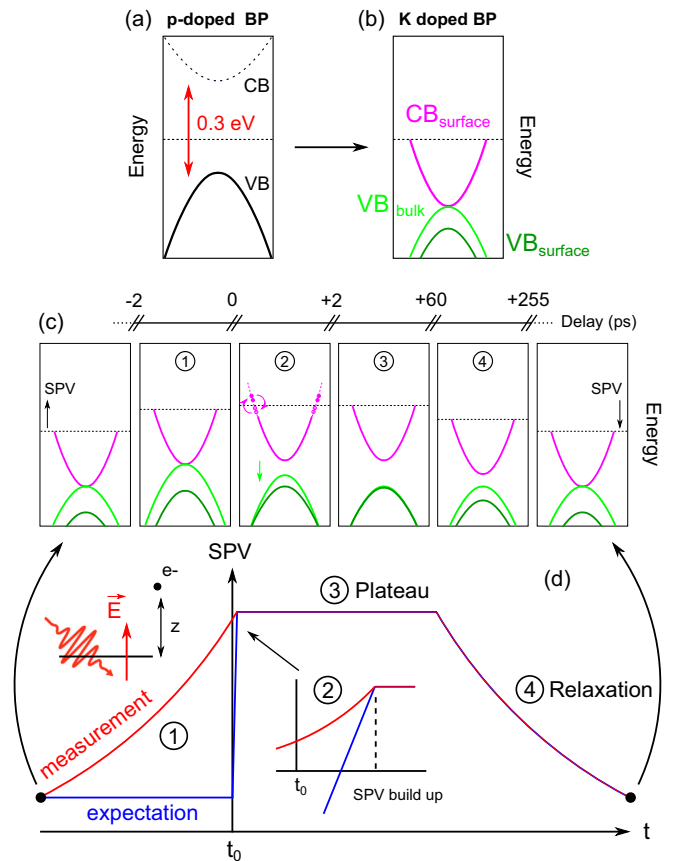 (a) p-doped BP
(b) K doped BP
Energy
CB
0.3 eV
VB
CB surface
VB bulk
VB surface
Energy
(c)
-2 0 +2 +60 +255
Delay (ps)
SPV
①
②
③
④
SPV
Energy
SPV
(d)
e-
E
z
③ Plateau
measurement
①
②
④ Relaxation
t0
SPV build up
expectation
t0
t